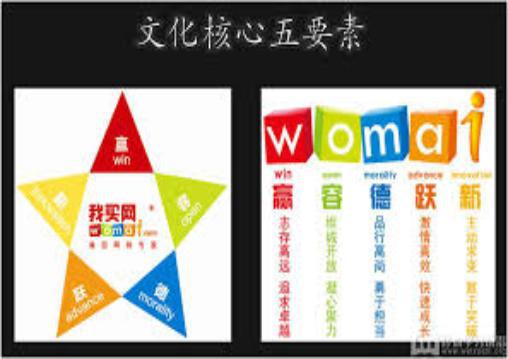 文化核心五要素
赢
win
新
innovation
容
open
我买网
womai.com
跃
advance
德
morality
womai
win open morality advance innovation
赢 容 德 跃 新
志存高远 追求卓越
维诚开放 凝心聚力
品行高尚 勇于担当
激情高效 快速成长
主动求变 敢于突破